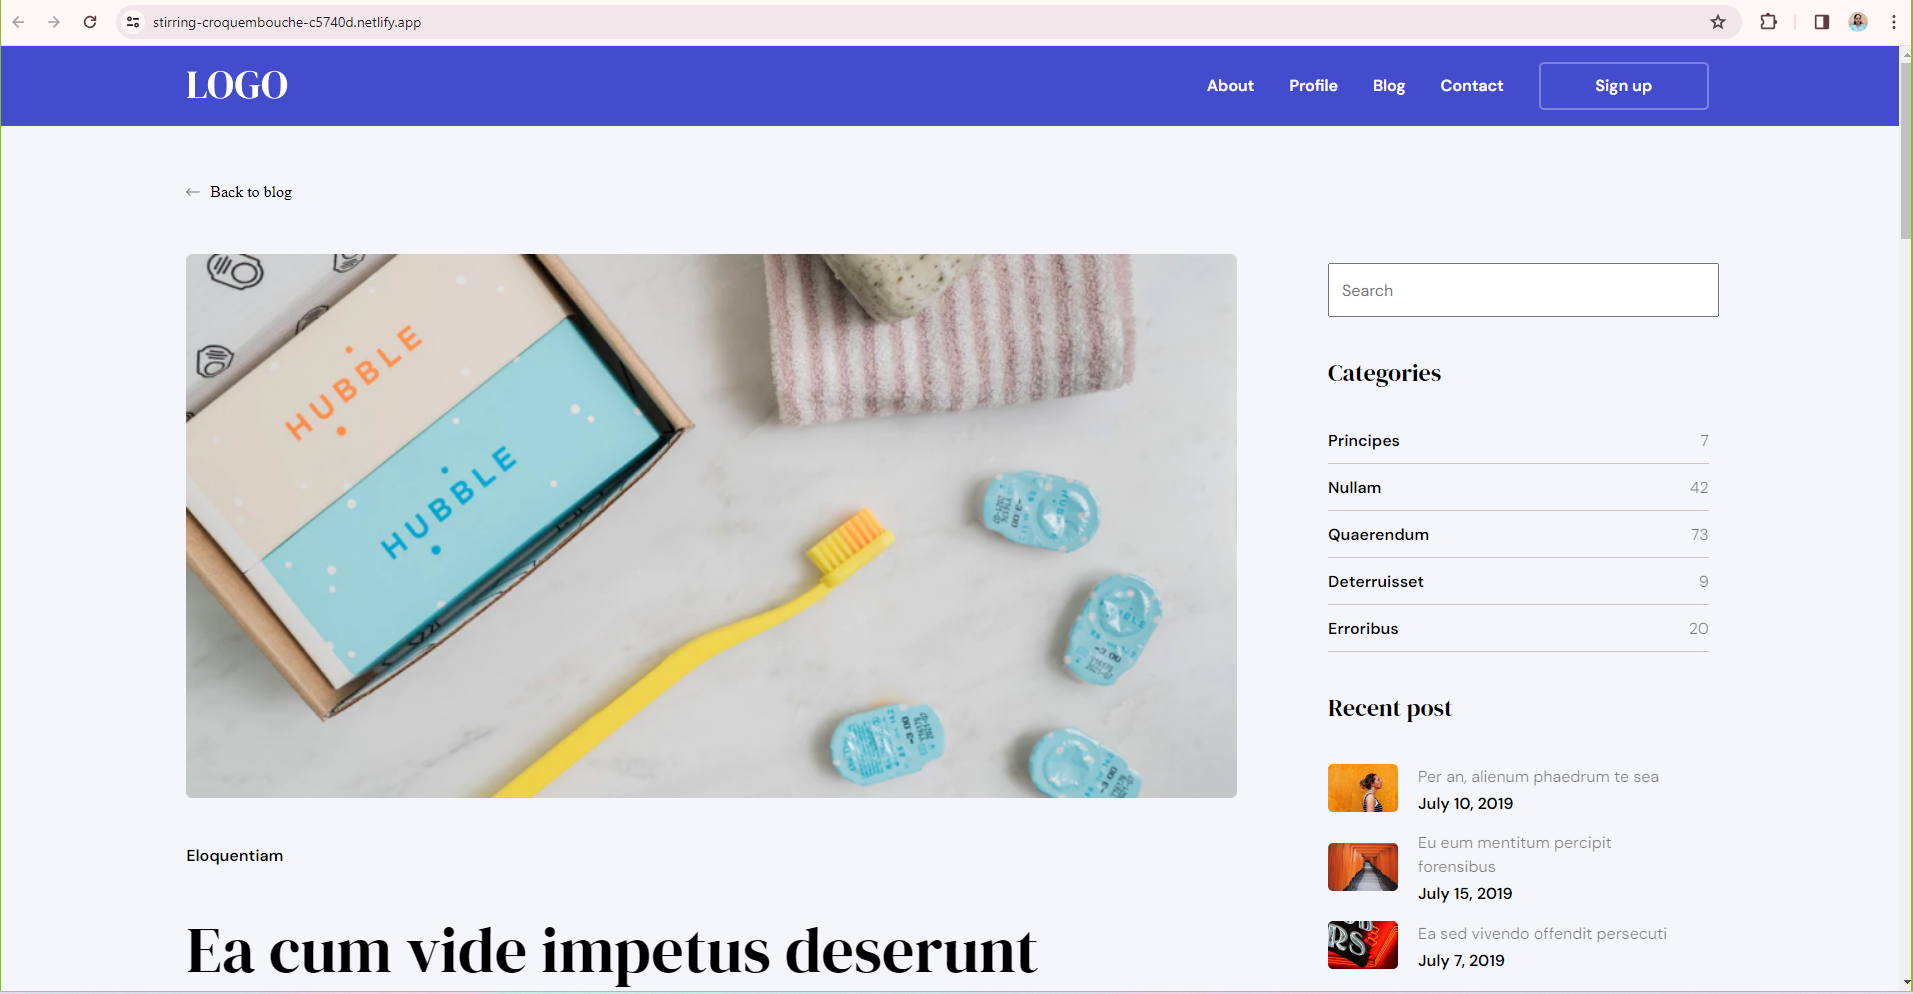 stirring-croquembouche-c5740d.netlify.app
LOGO
About Profile Blog Contact Sign up
Back to blog
HUBBLE
HUBBLE
Search
Categories
Principes 7
Nullam 42
Quaerendum 73
Deterruisset 9
Erroribus 20
Recent post
Per an, alienum phaedrum te sea
July 10, 2019
Eu eum mentitum percipit
forensibus
July 15, 2019
Ea sed vivendo offendit persecuti
July 7, 2019
Eloquentiam
Ea cum vide impetus deserunt